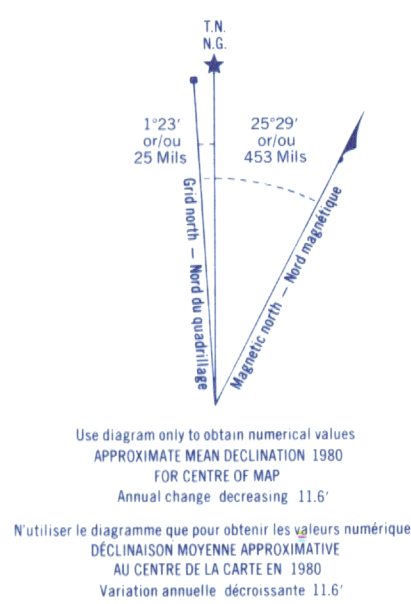 T.N.
N.G.
1°23′
or/ou
25 Mils
25°29′
or/ou
453 Mils
Grid north — Nord du quadrillage
Magnetic north — Nord magnétique
Use diagram only to obtain numerical values
APPROXIMATE MEAN DECLINATION 1980
FOR CENTRE OF MAP
Annual change decreasing 11.6′
N'utiliser le diagramme que pour obtenir les valeurs numérique
DÉCLINAISON MOYENNE APPROXIMATIVE
AU CENTRE DE LA CARTE EN 1980
Variation annuelle décroissante 11.6′